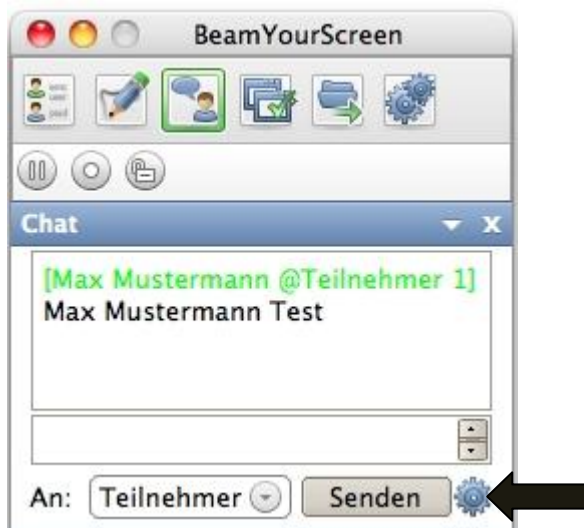 BeamYourScreen
Chat
[Max Mustermann @Teilnehmer 1]
Max Mustermann Test
An: Teilnehmer Senden